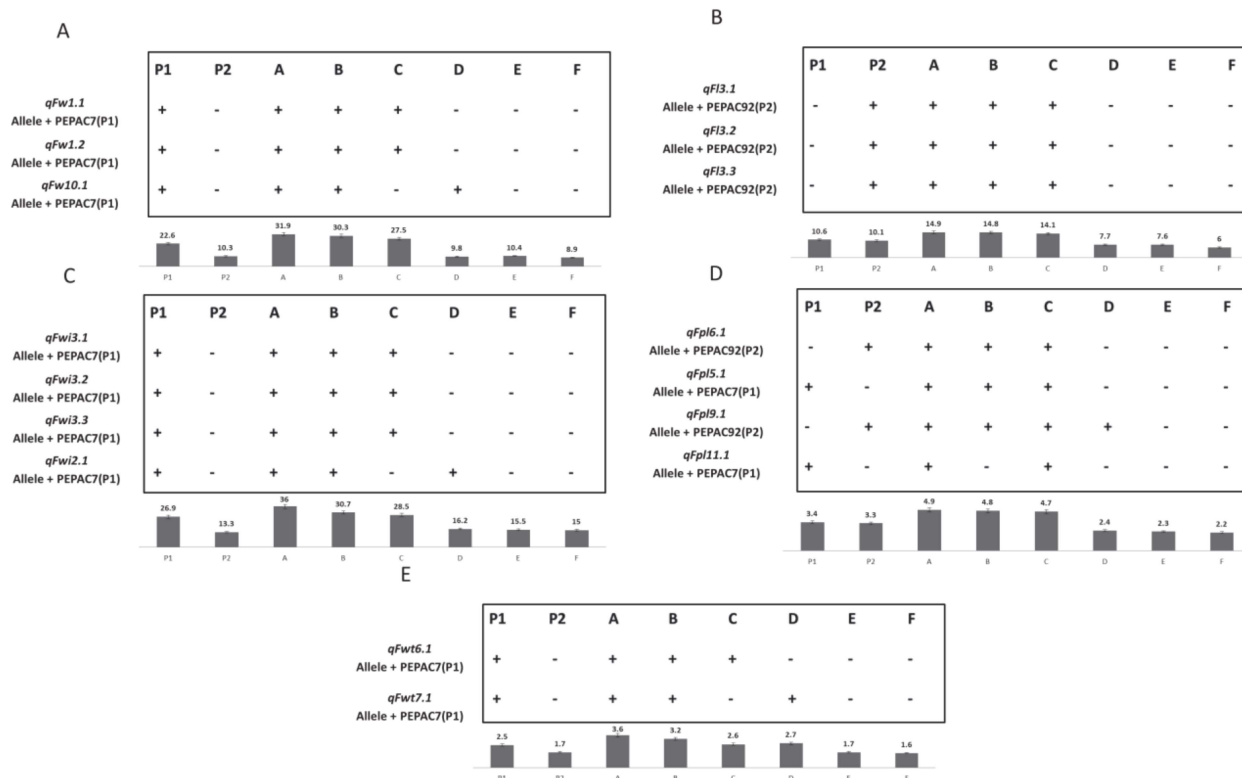 A
P1 P2 A B C D E F
qFw1.1
Allele + PEPAC7(P1) + - + + + - - -
qFw1.2
Allele + PEPAC7(P1) + - + + + - - -
qFw10.1
Allele + PEPAC7(P1) + - + + - + - -
22.6 10.3 31.9 30.3 27.5 9.8 10.4 8.9
P1 P2 A B C D E F
B
P1 P2 A B C D E F
qFl3.1
Allele + PEPAC92(P2) - + + + + - - -
qFl3.2
Allele + PEPAC92(P2) - + + + + - - -
qFl3.3
Allele + PEPAC92(P2) - + + + + - - -
10.6 10.1 14.9 14.8 14.1 7.7 7.6 6
P1 P2 A B C D E F
C
P1 P2 A B C D E F
qFwi3.1
Allele + PEPAC7(P1) + - + + + - - -
qFwi3.2
Allele + PEPAC7(P1) + - + + + - - -
qFwi3.3
Allele + PEPAC7(P1) + - + + + - - -
qFwi2.1
Allele + PEPAC7(P1) + - + + - + - -
26.9 13.3 36 30.7 28.5 16.2 15.5 15
P1 P2 A B C D E F
D
P1 P2 A B C D E F
qFpl6.1
Allele + PEPAC92(P2) - + + + + - - -
qFpl5.1
Allele + PEPAC7(P1) + - + + + - - -
qFpl9.1
Allele + PEPAC92(P2) - + + + + + - -
qFpl11.1
Allele + PEPAC7(P1) + - + - + - - -
3.4 3.3 4.9 4.8 4.7 2.4 2.3 2.2
P1 P2 A B C D E F
E
P1 P2 A B C D E F
qFwt6.1
Allele + PEPAC7(P1) + - + + + - - -
qFwt7.1
Allele + PEPAC7(P1) + - + + - + - -
2.5 1.7 3.6 3.2 2.6 2.7 1.7 1.6
P1 P2 A B C D E F